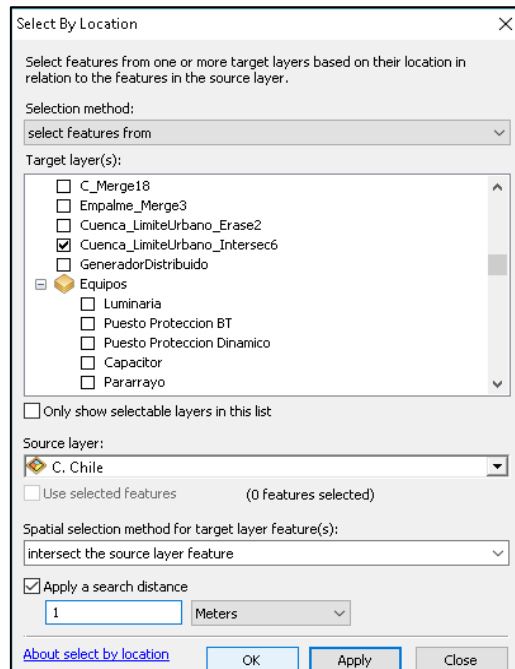 Select By Location
Select features from one or more target layers based on their location in
relation to the features in the source layer.
Selection method:
select features from
Target layer(s):
C_Merge18
Empalme_Merge3
Cuenca_LimiteUrbano_Erase2
Cuenca_LimiteUrbano_Intersec6
GeneradorDistribuido
Equipos
Luminaria
Puesto Proteccion BT
Puesto Proteccion Dinamico
Capacitor
Pararrayo
Only show selectable layers in this list
Source layer:
C. Chile
Use selected features (0 features selected)
Spatial selection method for target layer feature(s):
intersect the source layer feature
Apply a search distance
1 Meters
About select by location OK Apply Close